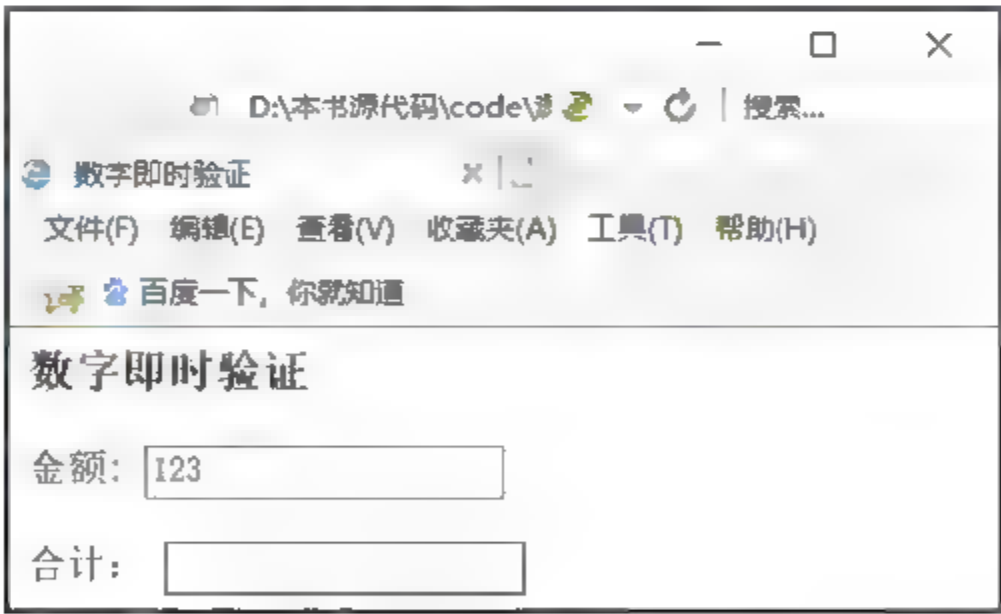 D:\本书源代码\code\ 搜索...
数字即时验证
文件(F) 编辑(E) 查看(V) 收藏夹(A) 工具(T) 帮助(H)
百度一下，你就知道
数字即时验证
金额: 123
合计：